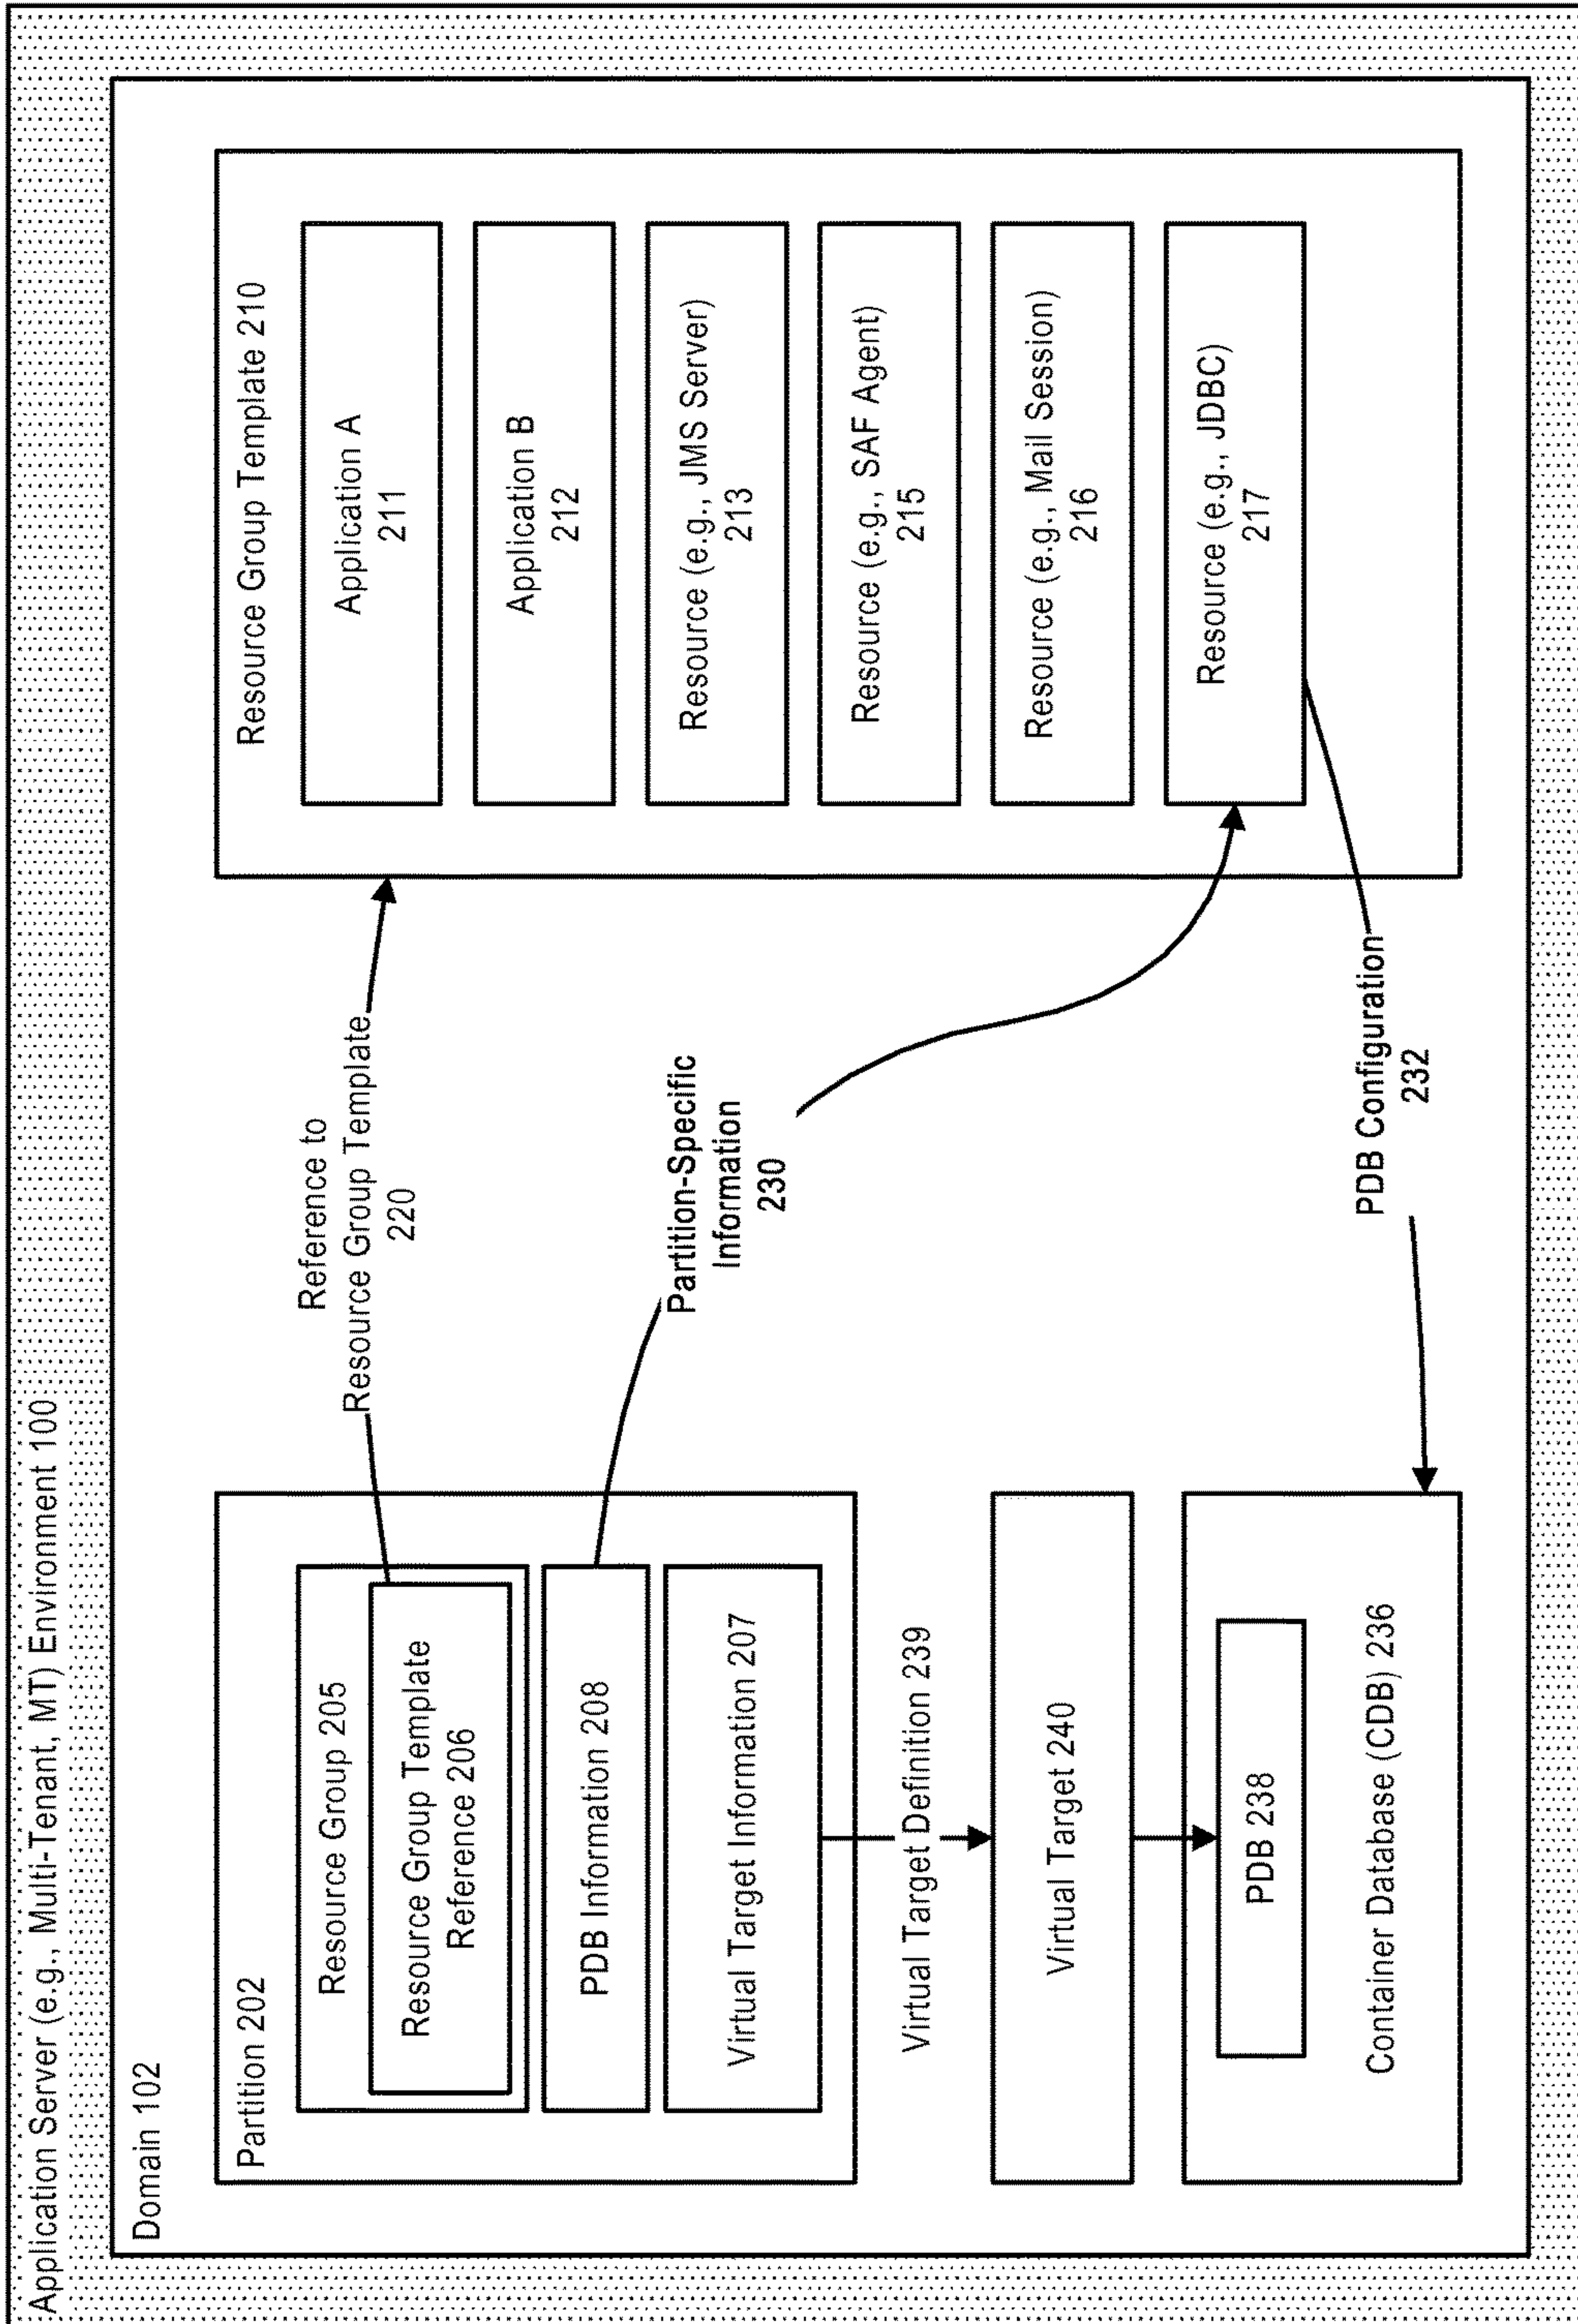 Application Server (e.g., Multi-Tenant, MT) Environment 100
Domain 102
Partition 202
Resource Group 205
Resource Group Template
Reference 206
PDB Information 208
Virtual Target Information 207
Virtual Target Definition 239
Virtual Target 240
PDB 238
Container Database (CDB) 236
Reference to
Resource Group Template
220
Partition-Specific
Information
230
PDB Configuration
232
Resource Group Template 210
Application A
211
Application B
212
Resource (e.g., JMS Server)
213
Resource (e.g., SAF Agent)
215
Resource (e.g., Mail Session)
216
Resource (e.g., JDBC)
217